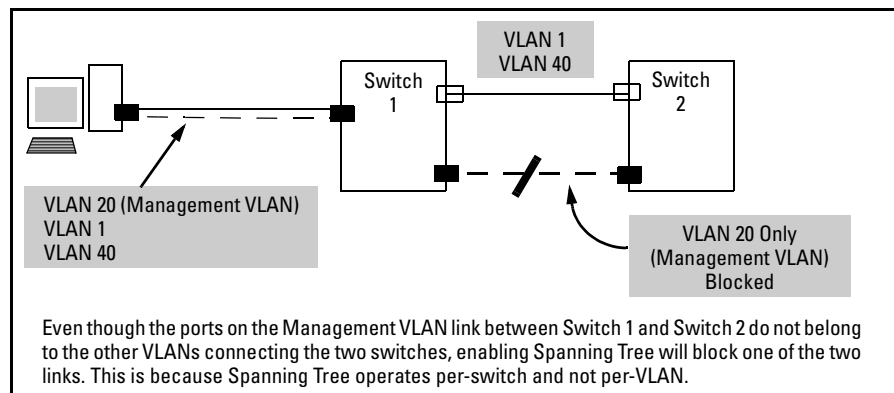 VLAN 1
VLAN 40
Switch
1
Switch
2
VLAN 20 (Management VLAN)
VLAN 1
VLAN 40
VLAN 20 Only
(Management VLAN)
Blocked
Even though the ports on the Management VLAN link between Switch 1 and Switch 2 do not belong
to the other VLANs connecting the two switches, enabling Spanning Tree will block one of the two
links. This is because Spanning Tree operates per-switch and not per-VLAN.